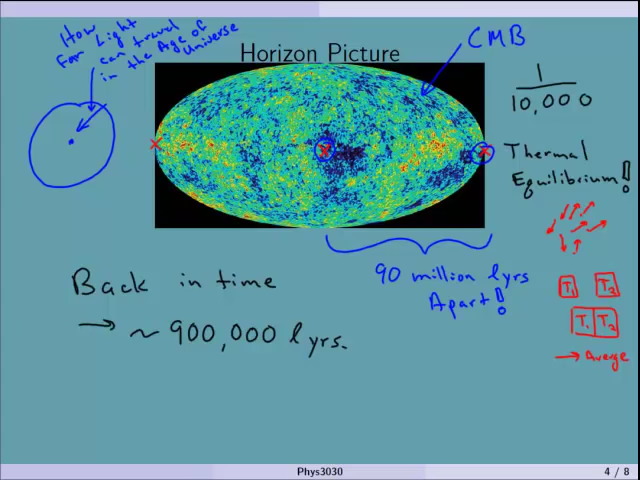 How
far Light
can travel
in the Age of
Universe
Horizon Picture
CMB
1
10,000
Thermal
Equilibrium!
90 million lyrs
Apart!
T1 T2
T1 T2
→ Averge
Back in time
→ ~ 900,000 lyrs.
Phys3030
4 / 8